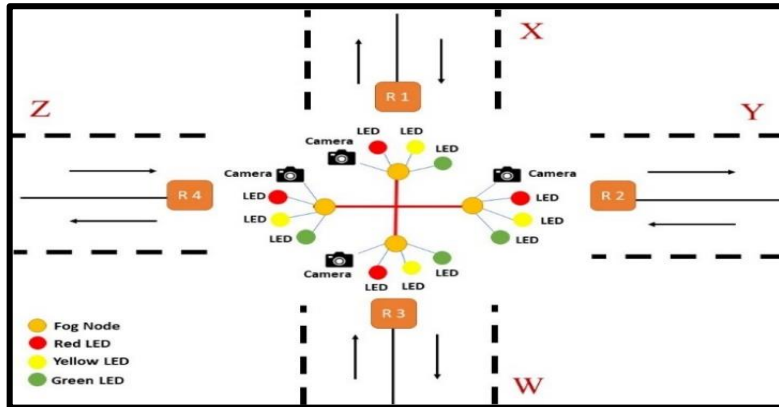 X
Z
Y
R 1
Camera
LED
LED
LED
Camera
Camera
R 4
LED
LED
R 2
LED
LED
LED
LED
Camera
LED
LED
LED
R 3
Fog Node
Red LED
Yellow LED
Green LED
W